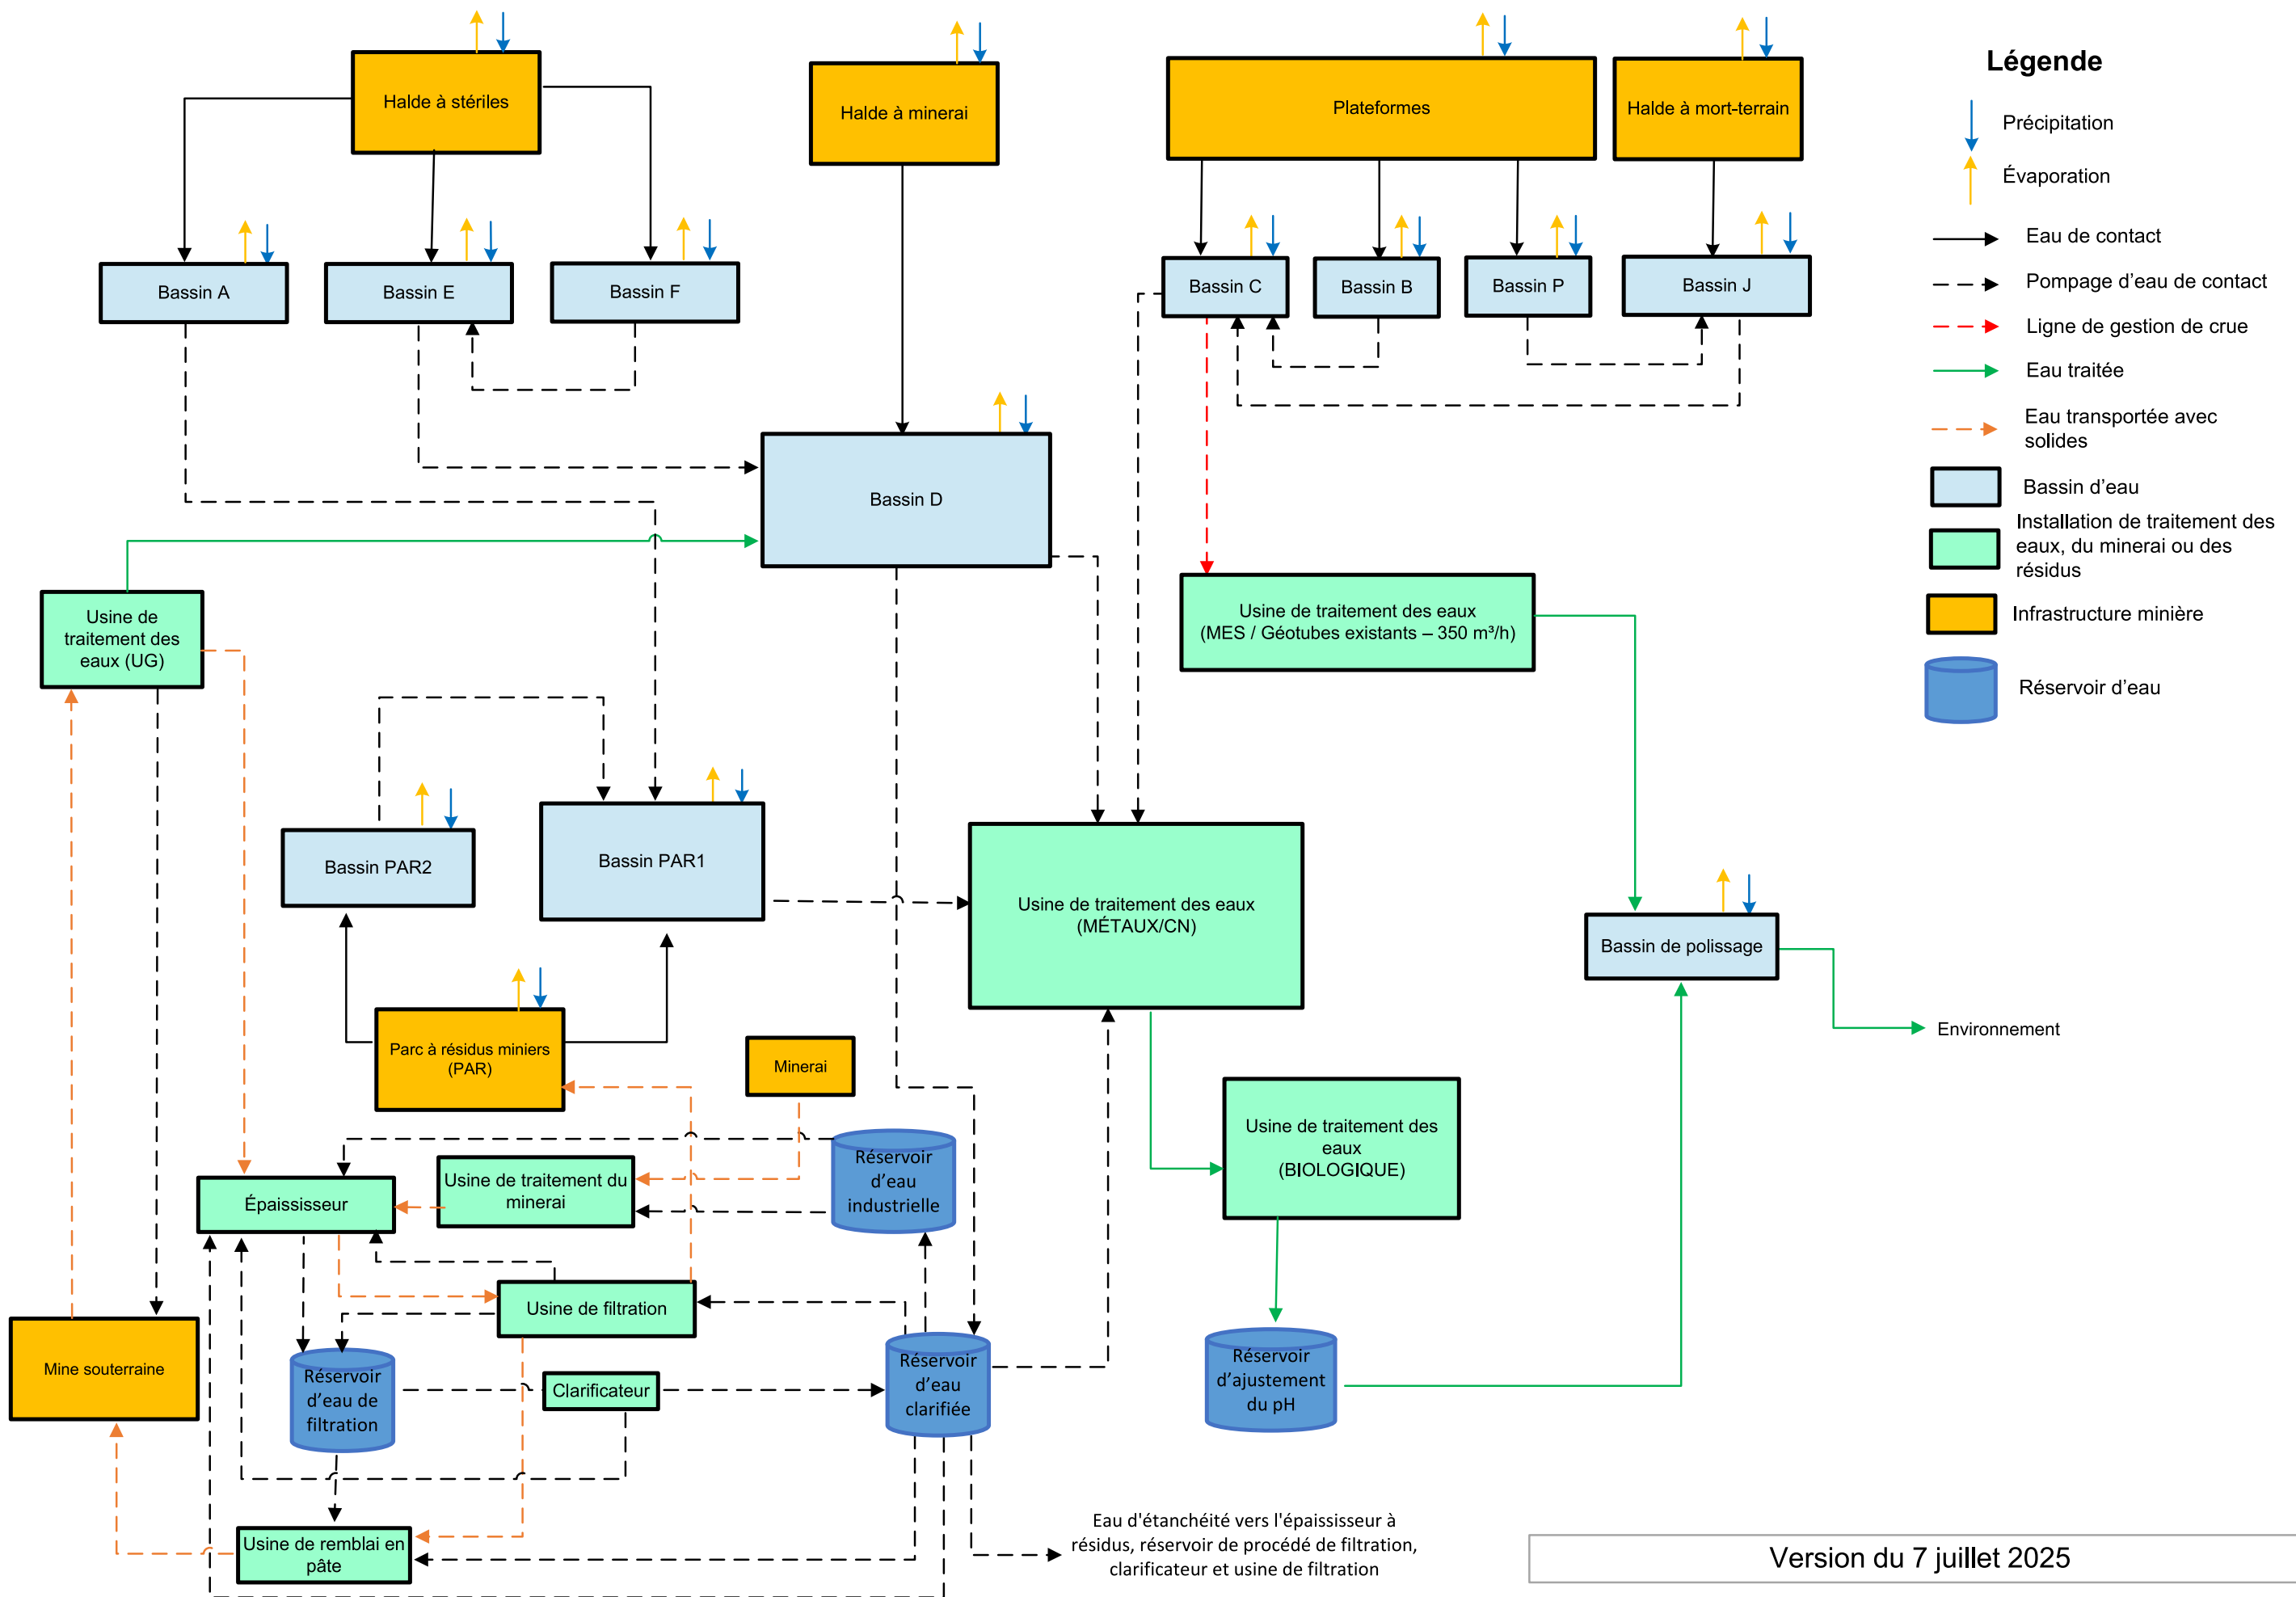 Halde à stériles
Halde à minerai
Plateformes
Halde à mort-terrain
Légende
Précipitation
Évaporation
Eau de contact
Pompage d'eau de contact
Ligne de gestion de crue
Eau traitée
Eau transportée avec
solides
Bassin d'eau
Installation de traitement des
eaux, du minerai ou des
résidus
Infrastructure minière
Réservoir d'eau
Bassin A
Bassin E
Bassin F
Bassin C
Bassin B
Bassin P
Bassin J
Bassin D
Usine de
traitement des
eaux (UG)
Usine de traitement des eaux
(MES / Géotubes existants – 350 m³/h)
Bassin PAR2
Bassin PAR1
Usine de traitement des eaux
(MÉTAUX/CN)
Bassin de polissage
Environnement
Parc à résidus miniers
(PAR)
Minerai
Usine de traitement des
eaux
(BIOLOGIQUE)
Réservoir
d'eau
industrielle
Épaississeur
Usine de traitement du
minerai
Usine de filtration
Mine souterraine
Réservoir
d'eau de
filtration
Clarificateur
Réservoir
d'eau
clarifiée
Réservoir
d'ajustement
du pH
Usine de remblai en
pâte
Eau d'étanchéité vers l'épaississeur à
résidus, réservoir de procédé de filtration,
clarificateur et usine de filtration
Version du 7 juillet 2025